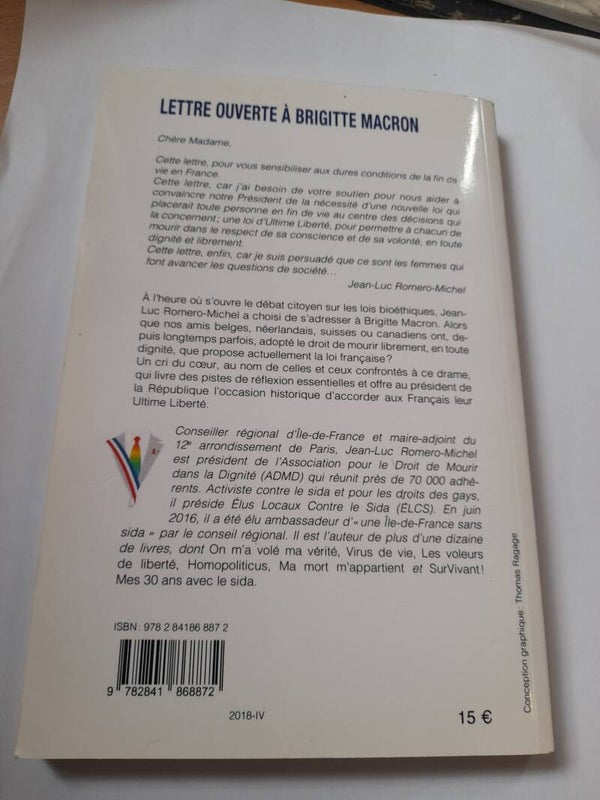 LETTRE OUVERTE À BRIGITTE MACRON
Chère Madame,
Cette lettre, pour vous sensibiliser aux dures conditions de la fin de
vie en France.
Cette lettre, car j'ai besoin de votre soutien pour nous aider à
convaincre notre Président de la nécessité d'une nouvelle loi qui
placerait toute personne en fin de vie au centre des décisions qui
la concernent ; une loi d'Ultime Liberté, pour permettre à chacun de
mourir dans le respect de sa conscience et de sa volonté, en toute
dignité et librement.
Cette lettre, enfin, car je suis persuadé que ce sont les femmes qui
font avancer les questions de société...
Jean-Luc Romero-Michel
À l'heure où s'ouvre le débat citoyen sur les lois bioéthiques, Jean-
Luc Romero-Michel a choisi de s'adresser à Brigitte Macron. Alors
que nos amis belges, néerlandais, suisses ou canadiens ont, de-
puis longtemps parfois, adopté le droit de mourir librement, en toute
dignité, que propose actuellement la loi française ?
Un cri du cœur, au nom de celles et ceux confrontés à ce drame,
qui livre des pistes de réflexion essentielles et offre au président de
la République l'occasion historique d'accorder aux Français leur
Ultime Liberté.
Conseiller régional d'Île-de-France et maire-adjoint du
12e arrondissement de Paris, Jean-Luc Romero-Michel
est président de l'Association pour le Droit de Mourir
dans la Dignité (ADMD) qui réunit près de 70 000 adhé-
rents. Activiste contre le sida et pour les droits des gays,
il préside Élus Locaux Contre le Sida (ÉLCS). En juin
2016, il a été élu ambassadeur d'« une Île-de-France sans
sida » par le conseil régional. Il est l'auteur de plus d'une dizaine
de livres, dont On m'a volé ma vérité, Virus de vie, Les voleurs
de liberté, Homopoliticus, Ma mort m'appartient et SurVivant !
Mes 30 ans avec le sida.
Conception graphique : Thomas Ragage
ISBN : 978 2 84186 887 2
9 782841 868872
2018-IV
15 €